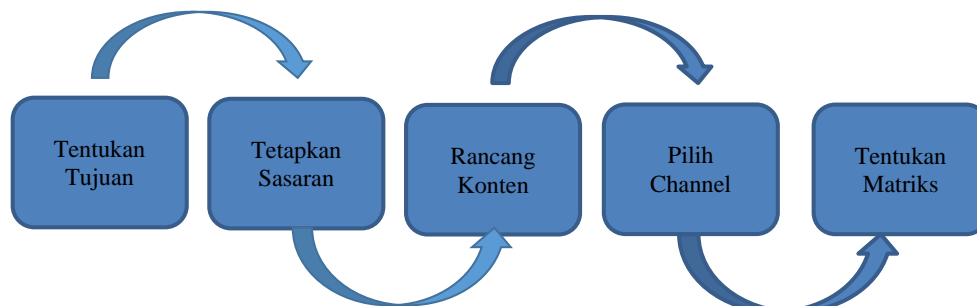 Tentukan
Tujuan
Tetapkan
Sasaran
Rancang
Konten
Pilih
Channel
Tentukan
Matriks